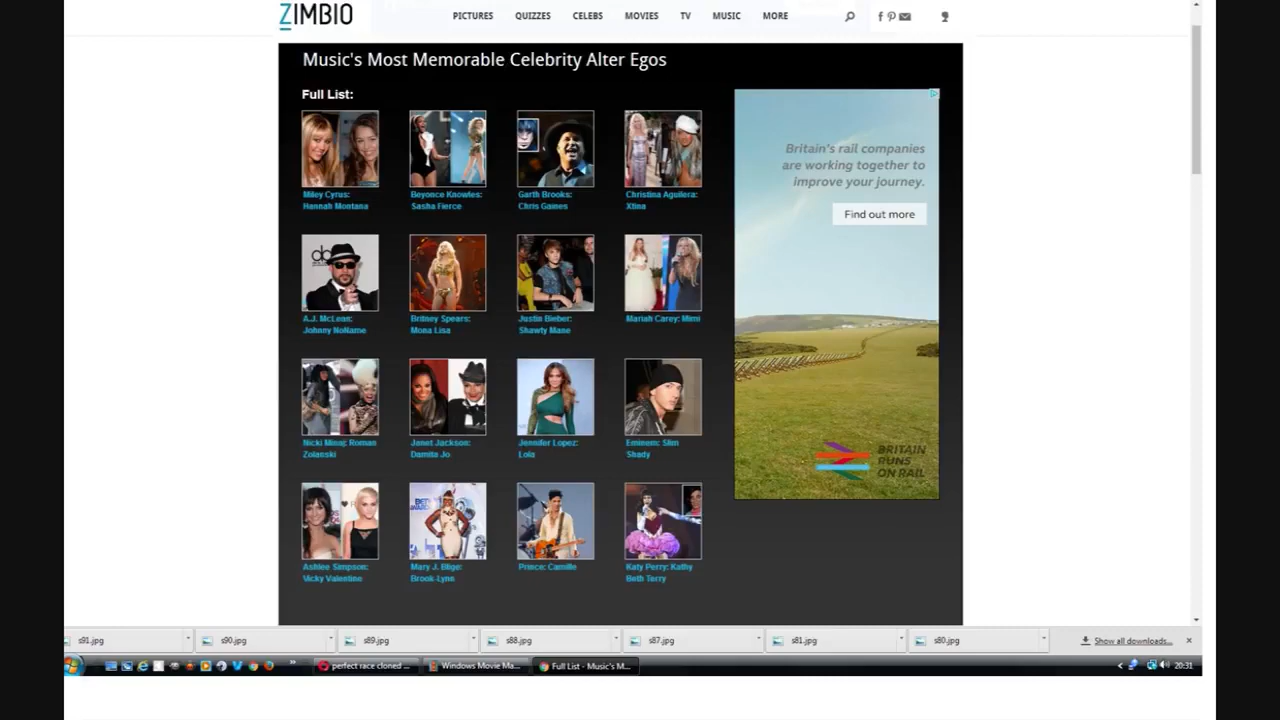 ZIMBIO
PICTURES QUIZZES CELEBS MOVIES TV MUSIC MORE
Music's Most Memorable Celebrity Alter Egos
Full List:
Miley Cyrus:
Hannah Montana
Beyonce Knowles:
Sasha Fierce
Garth Brooks:
Chris Gaines
Christina Aguilera:
Xtina
A.J. McLean:
Johnny NoName
Britney Spears:
Mona Lisa
Justin Bieber:
Shawty Mane
Mariah Carey: Mimi
Nicki Minaj: Roman
Zolanski
Janet Jackson:
Damita Jo
Jennifer Lopez:
Lola
Eminem: Slim
Shady
Ashlee Simpson:
Vicky Valentine
Mary J. Blige:
Brook-Lynn
Prince: Camille
Katy Perry: Kathy
Beth Terry
Britain's rail companies
are working together to
improve your journey.
Find out more
BRITAIN
RUNS
ON RAIL
s91.jpg s90.jpg s89.jpg s88.jpg s87.jpg s81.jpg s80.jpg Show all downloads...
perfect race cloned ... Windows Movie Ma... Full List - Music's M... 20:31